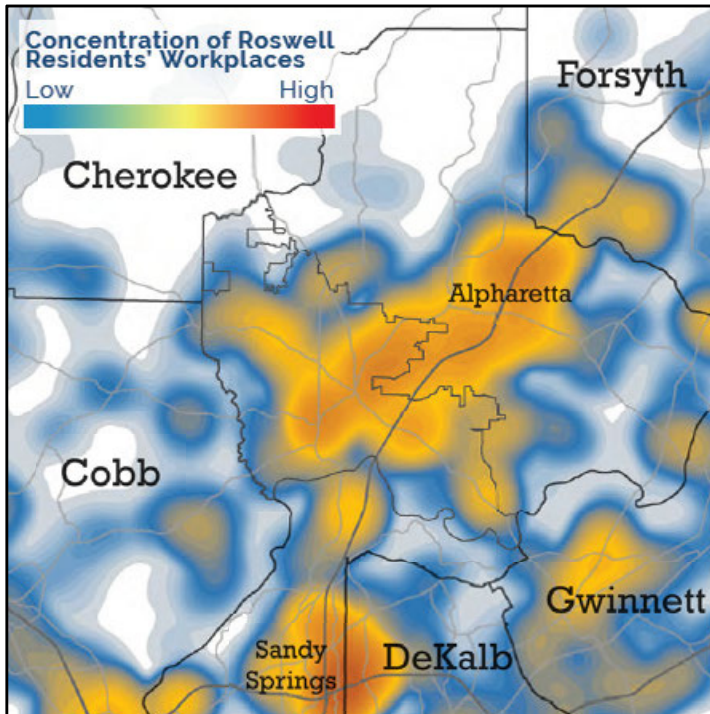 Concentration of Roswell
Residents' Workplaces
Low High
Forsyth
Cherokee
Alpharetta
Cobb
Gwinnett
Sandy
Springs
DeKalb